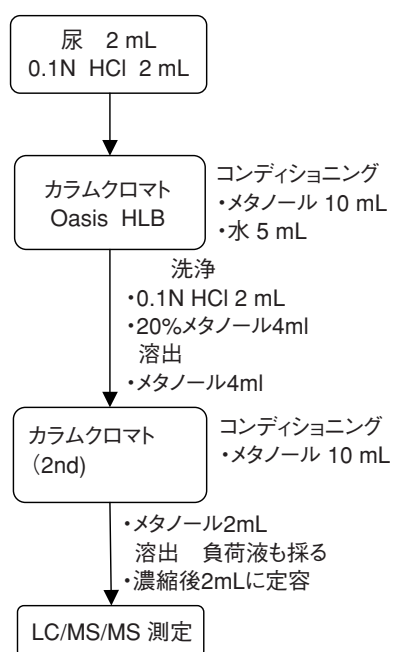 尿 2 mL
0.1N HCl 2 mL
カラムクロマト
Oasis HLB
コンディショニング
・メタノール 10 mL
・水 5 mL
洗浄
・0.1N HCl 2 mL
・20%メタノール4ml
溶出
・メタノール4ml
カラムクロマト
(2nd)
コンディショニング
・メタノール 10 mL
・メタノール2mL
溶出 負荷液も採る
・濃縮後2mLに定容
LC/MS/MS 測定